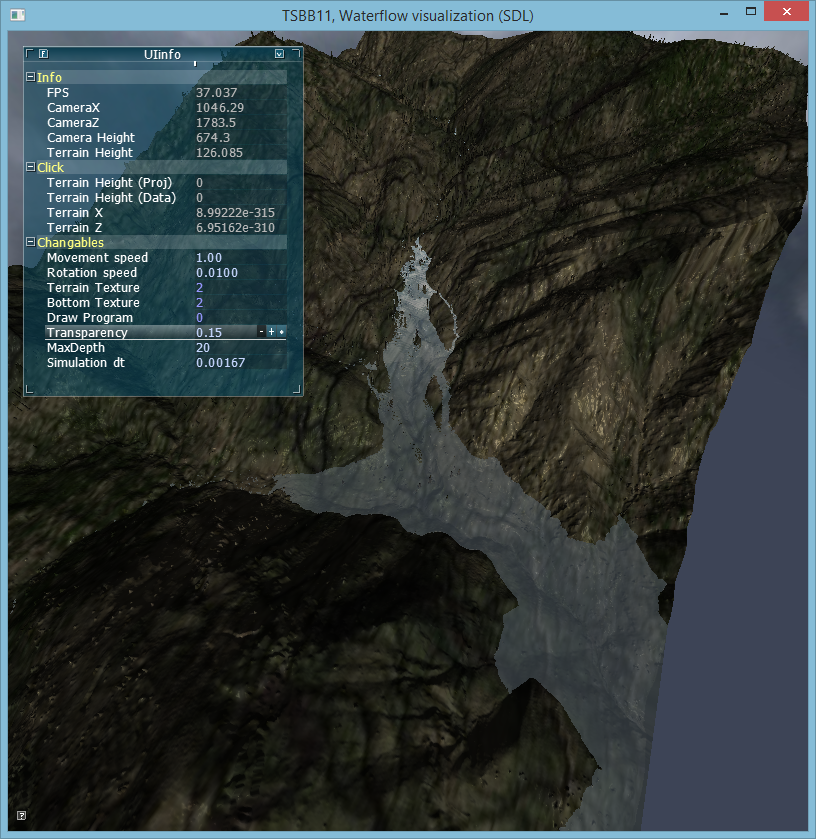 TSBB11, Waterflow visualization (SDL)
UIinfo
Info
FPS 37.037
CameraX 1046.29
CameraZ 1783.5
Camera Height 674.3
Terrain Height 126.085
Click
Terrain Height (Proj) 0
Terrain Height (Data) 0
Terrain X 8.99222e-315
Terrain Z 6.95162e-310
Changables
Movement speed 1.00
Rotation speed 0.0100
Terrain Texture 2
Bottom Texture 2
Draw Program 0
Transparency 0.15
MaxDepth 20
Simulation dt 0.00167